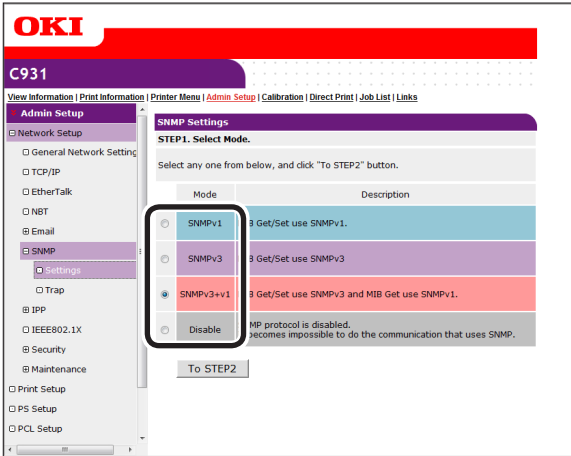 OKI
C931
View Information | Print Information | Printer Menu | Admin Setup | Calibration | Direct Print | Job List | Links
Admin Setup
Network Setup
General Network Setting
TCP/IP
EtherTalk
NBT
Email
SNMP
Settings
Trap
IPP
IEEE802.1X
Security
Maintenance
Print Setup
PS Setup
PCL Setup
SNMP Settings
STEP1. Select Mode.
Select any one from below, and click "To STEP2" button.
Mode Description
SNMPv1 B Get/Set use SNMPv1.
SNMPv3 B Get/Set use SNMPv3
SNMPv3+v1 B Get/Set use SNMPv3 and MIB Get use SNMPv1.
Disable MP protocol is disabled.
becomes impossible to do the communication that uses SNMP.
To STEP2